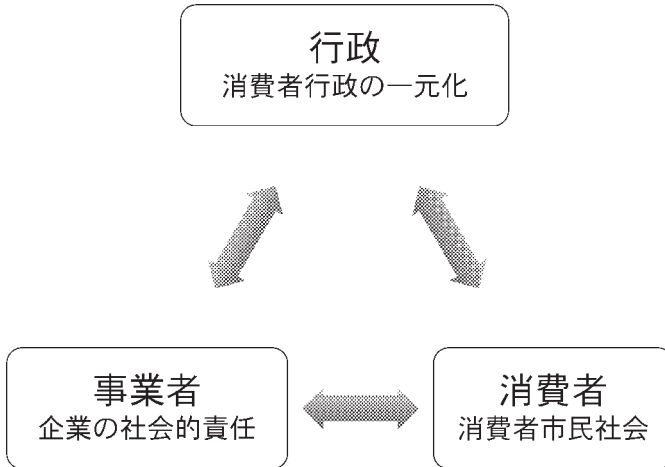 行政
消費者行政の一元化
事業者
企業の社会的責任
消費者
消費者市民社会